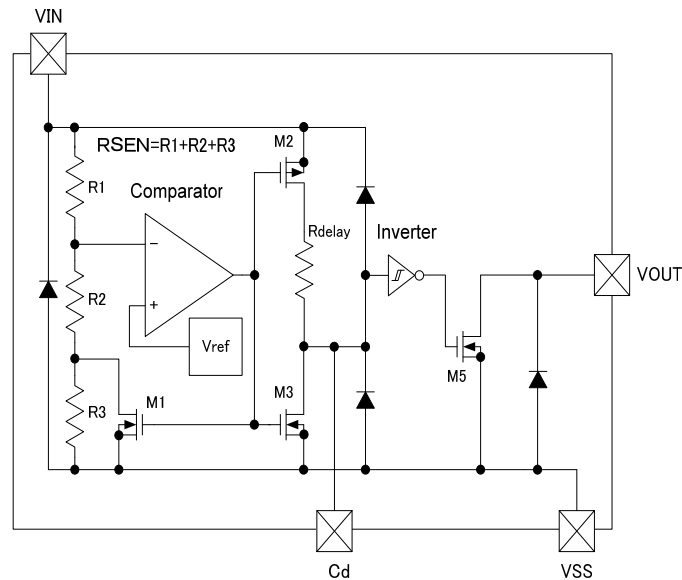 VIN
RSEN=R1+R2+R3
M2
R1
Comparator
Rdelay
Inverter
−
VOUT
R2
+
Vref
M5
R3
M1
M3
Cd
VSS